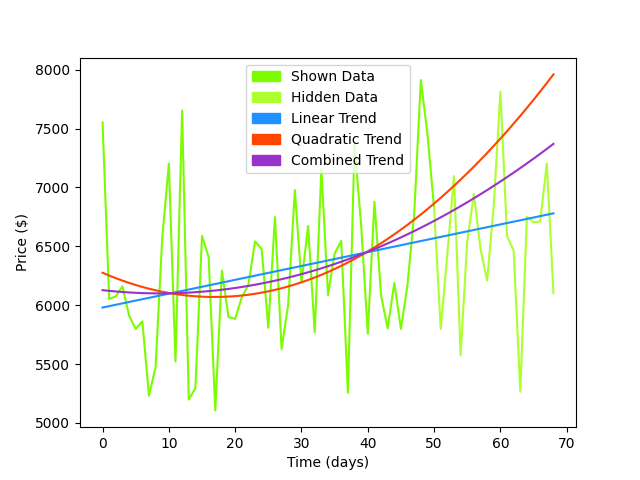 Shown Data
Hidden Data
Linear Trend
Quadratic Trend
Combined Trend
8000
7500
7000
6500
6000
5500
5000
Price ($)
0 10 20 30 40 50 60 70
Time (days)